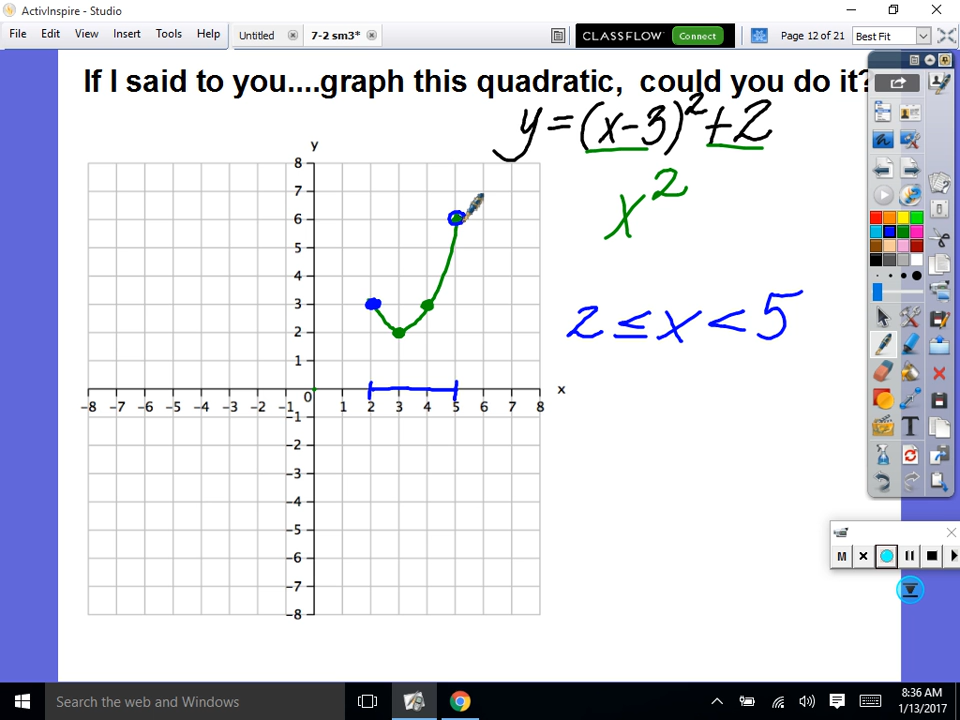 ActivInspire - Studio
File Edit View Insert Tools Help Untitled 7-2 sm3* CLASSFLOW Connect Page 12 of 21 Best Fit
If I said to you....graph this quadratic, could you do it?
y = (x-3)² + 2
x²
2 ≤ x < 5
y
8
7
6
5
4
3
2
1
0
-8 -7 -6 -5 -4 -3 -2 -1 1 2 3 4 5 6 7 8 x
-1
-2
-3
-4
-5
-6
-7
-8
M
Search the web and Windows
8:36 AM
1/13/2017